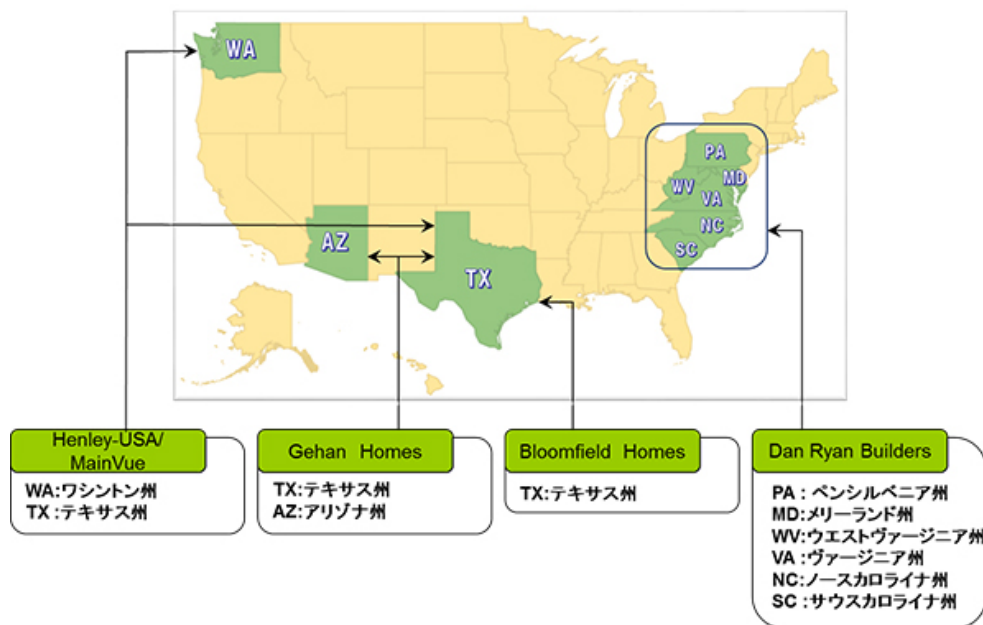 WA
PA
WV
MD
VA
NC
SC
AZ
TX
Henley-USA/
MainVue
WA:ワシントン州
TX :テキサス州
Gehan Homes
TX:テキサス州
AZ:アリゾナ州
Bloomfield Homes
TX:テキサス州
Dan Ryan Builders
PA : ペンシルベニア州
MD:メリーランド州
WV:ウエストヴァージニア州
VA : ヴァージニア州
NC:ノースカロライナ州
SC :サウスカロライナ州